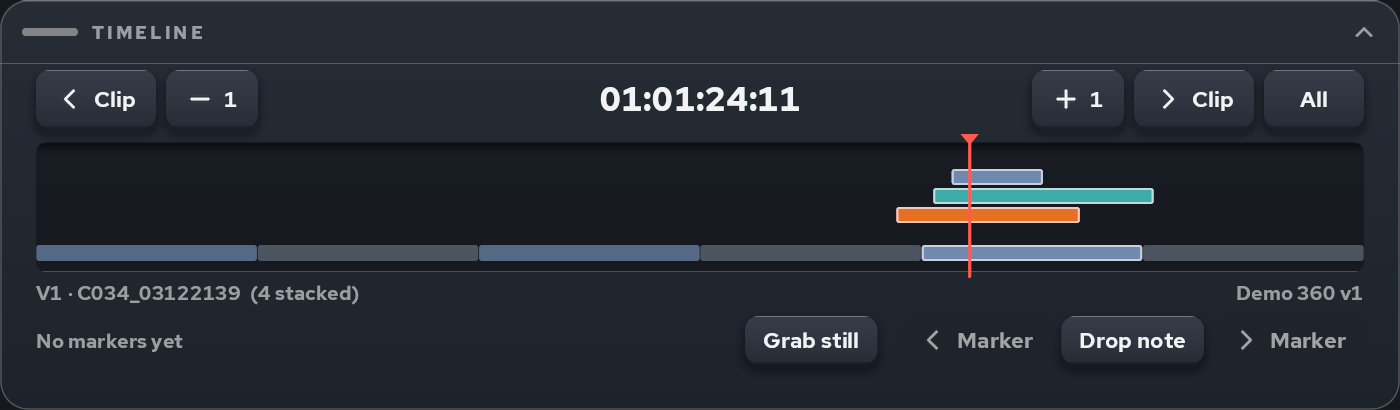 TIMELINE
Clip
1
01:01:24:11
+ 1
Clip
All
V1 · C034_03122139 (4 stacked)
Demo 360 v1
No markers yet
Grab still
Marker
Drop note
Marker